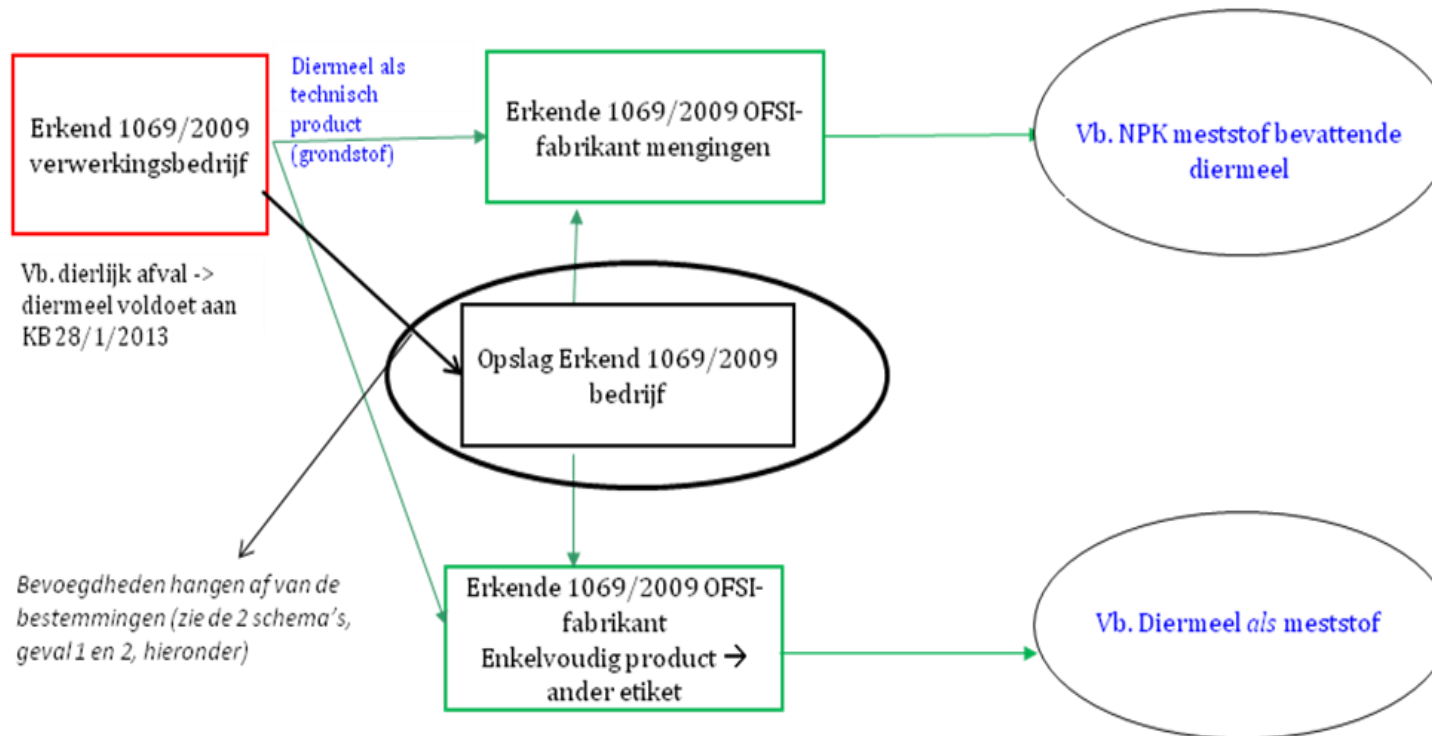 Erkend 1069/2009
verwerkingsbedrijf
Diermeel als
technisch
product
(grondstof)
Erkende 1069/2009 OFSI-
fabrikant mengingen
Vb. NPK meststof bevattende
diermeel
Vb. dierlijk afval ->
diermeel voldoet aan
KB 28/1/2013
Opslag Erkend 1069/2009
bedrijf
Bevoegdheden hangen af van de
bestemmingen (zie de 2 schema's,
geval 1 en 2, hieronder)
Erkende 1069/2009 OFSI-
fabrikant
Enkelvoudig product →
ander etiket
Vb. Diermeel als meststof